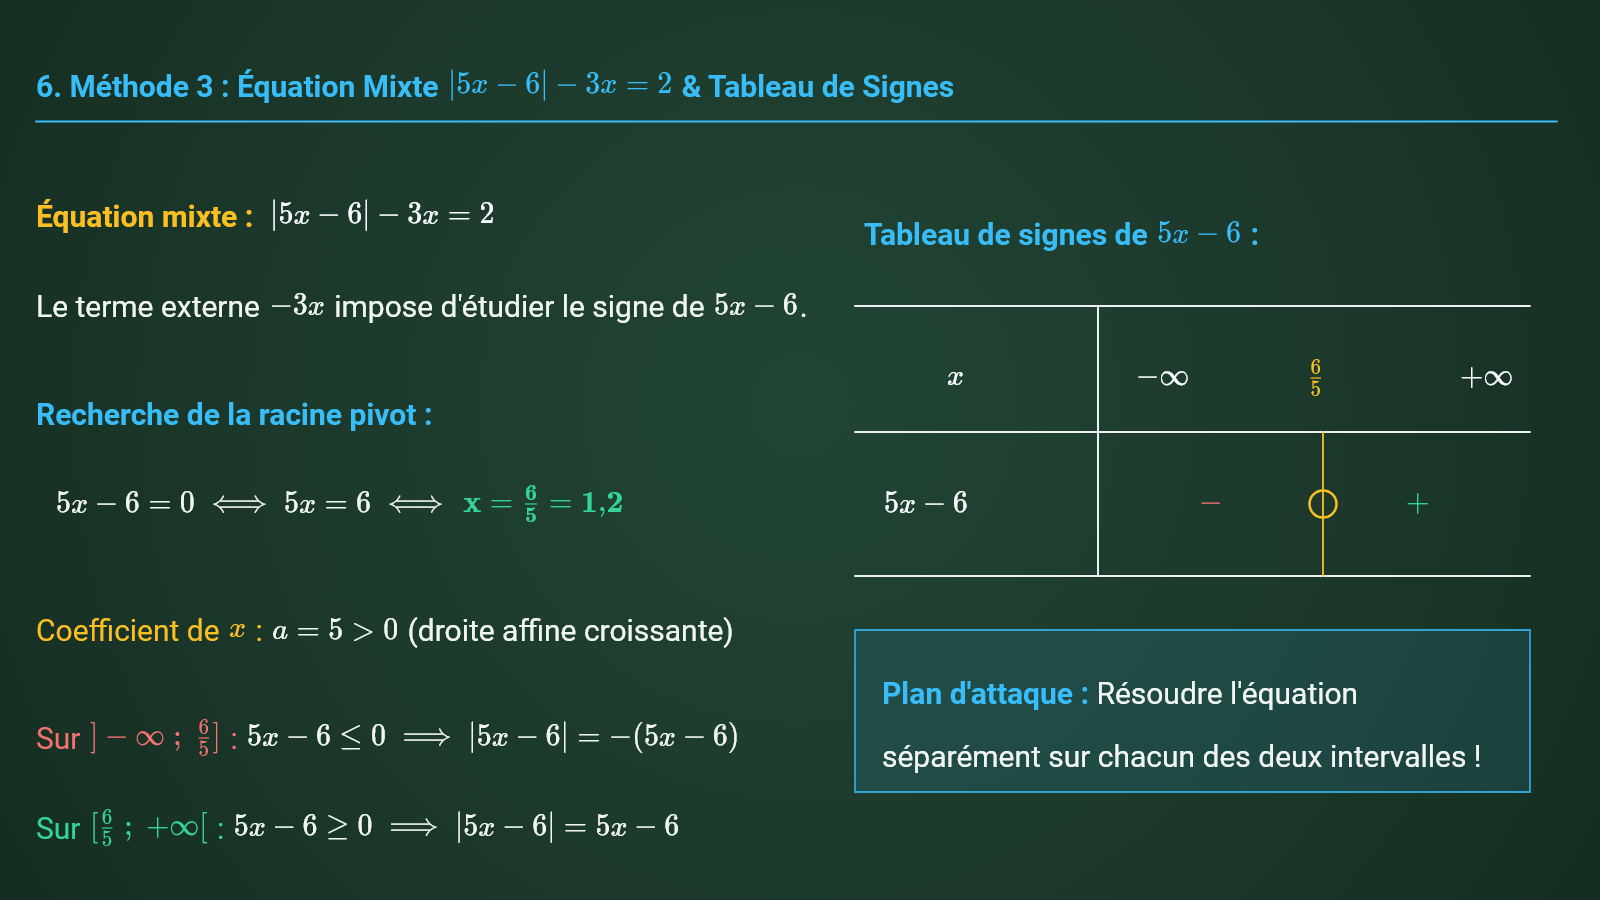 6. Méthode 3 : Équation Mixte |5x − 6| − 3x = 2 & Tableau de Signes
Équation mixte : |5x − 6| − 3x = 2
Le terme externe −3x impose d'étudier le signe de 5x − 6.
Recherche de la racine pivot :
5x − 6 = 0 ⟺ 5x = 6 ⟺ x = 6/5 = 1,2
Coefficient de x : a = 5 > 0 (droite affine croissante)
Sur ] − ∞ ; 6/5] : 5x − 6 ≤ 0 ⟹ |5x − 6| = −(5x − 6)
Sur [6/5 ; +∞[ : 5x − 6 ≥ 0 ⟹ |5x − 6| = 5x − 6
Tableau de signes de 5x − 6 :
x −∞ 6/5 +∞
5x − 6 − +
Plan d'attaque : Résoudre l'équation
séparément sur chacun des deux intervalles !